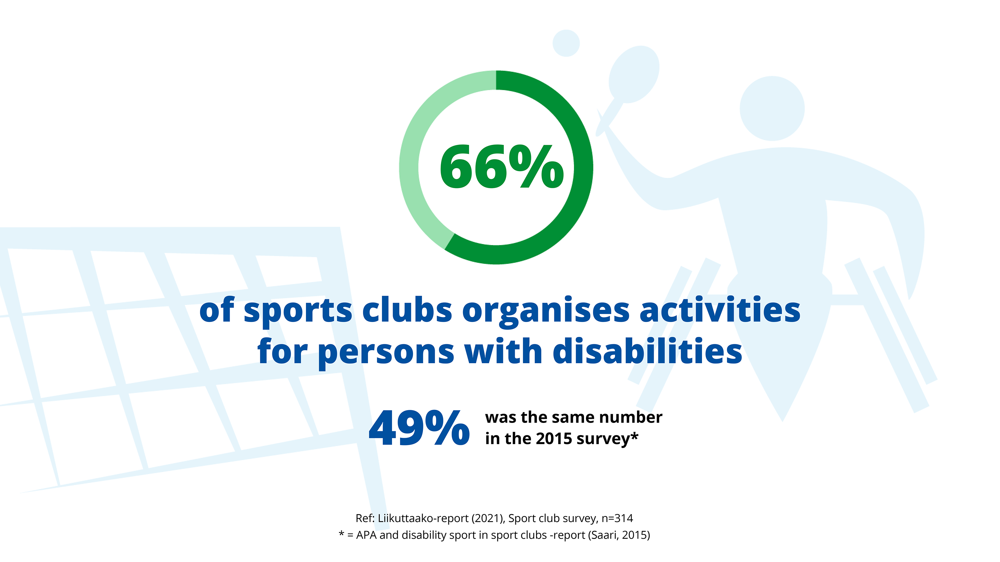 66%
of sports clubs organises activities
for persons with disabilities
49%
was the same number
in the 2015 survey*
Ref: Liikuttaako-report (2021), Sport club survey, n=314
* = APA and disability sport in sport clubs -report (Saari, 2015)